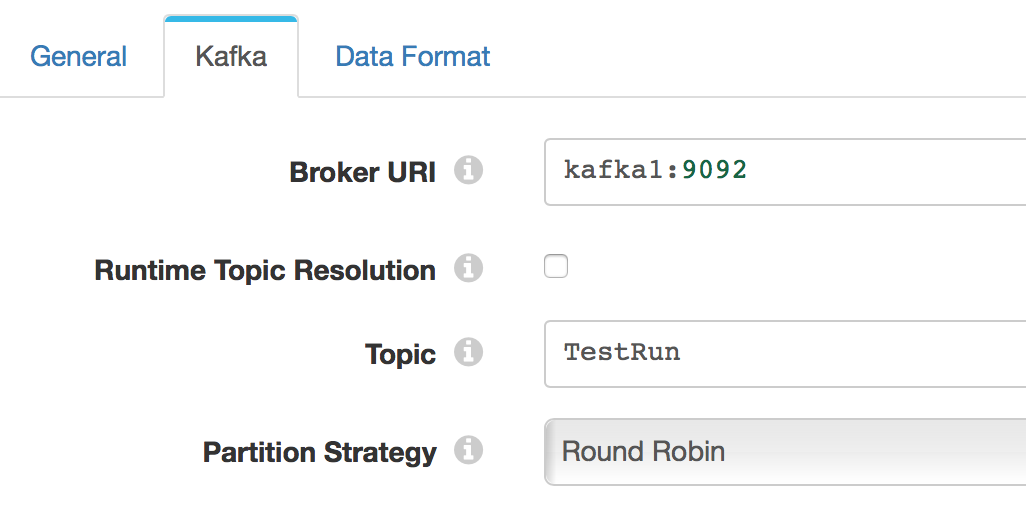 General Kafka Data Format
Broker URI kafka1:9092
Runtime Topic Resolution
Topic TestRun
Partition Strategy Round Robin